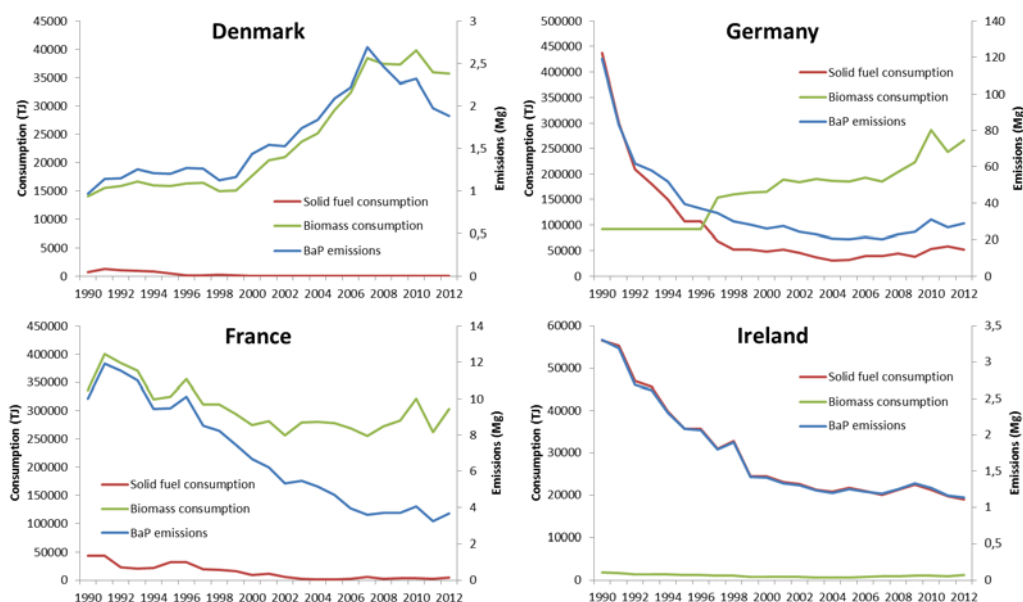 Denmark
45000
40000
35000
30000
25000
20000
15000
10000
5000
0
Consumption (TJ)
3
2,5
2
1,5
1
0,5
0
Emissions (Mg)
Solid fuel consumption
Biomass consumption
BaP emissions
1990 1992 1994 1996 1998 2000 2002 2004 2006 2008 2010 2012
Germany
500000
450000
400000
350000
300000
250000
200000
150000
100000
50000
0
Consumption (TJ)
140
120
100
80
60
40
20
0
Emissions (Mg)
Solid fuel consumption
Biomass consumption
BaP emissions
1990 1992 1994 1996 1998 2000 2002 2004 2006 2008 2010 2012
France
450000
400000
350000
300000
250000
200000
150000
100000
50000
0
Consumption (TJ)
14
12
10
8
6
4
2
0
Emissions (Mg)
Solid fuel consumption
Biomass consumption
BaP emissions
1990 1992 1994 1996 1998 2000 2002 2004 2006 2008 2010 2012
Ireland
60000
50000
40000
30000
20000
10000
0
Consumption (TJ)
3,5
3
2,5
2
1,5
1
0,5
0
Emissions (Mg)
Solid fuel consumption
Biomass consumption
BaP emissions
1990 1992 1994 1996 1998 2000 2002 2004 2006 2008 2010 2012